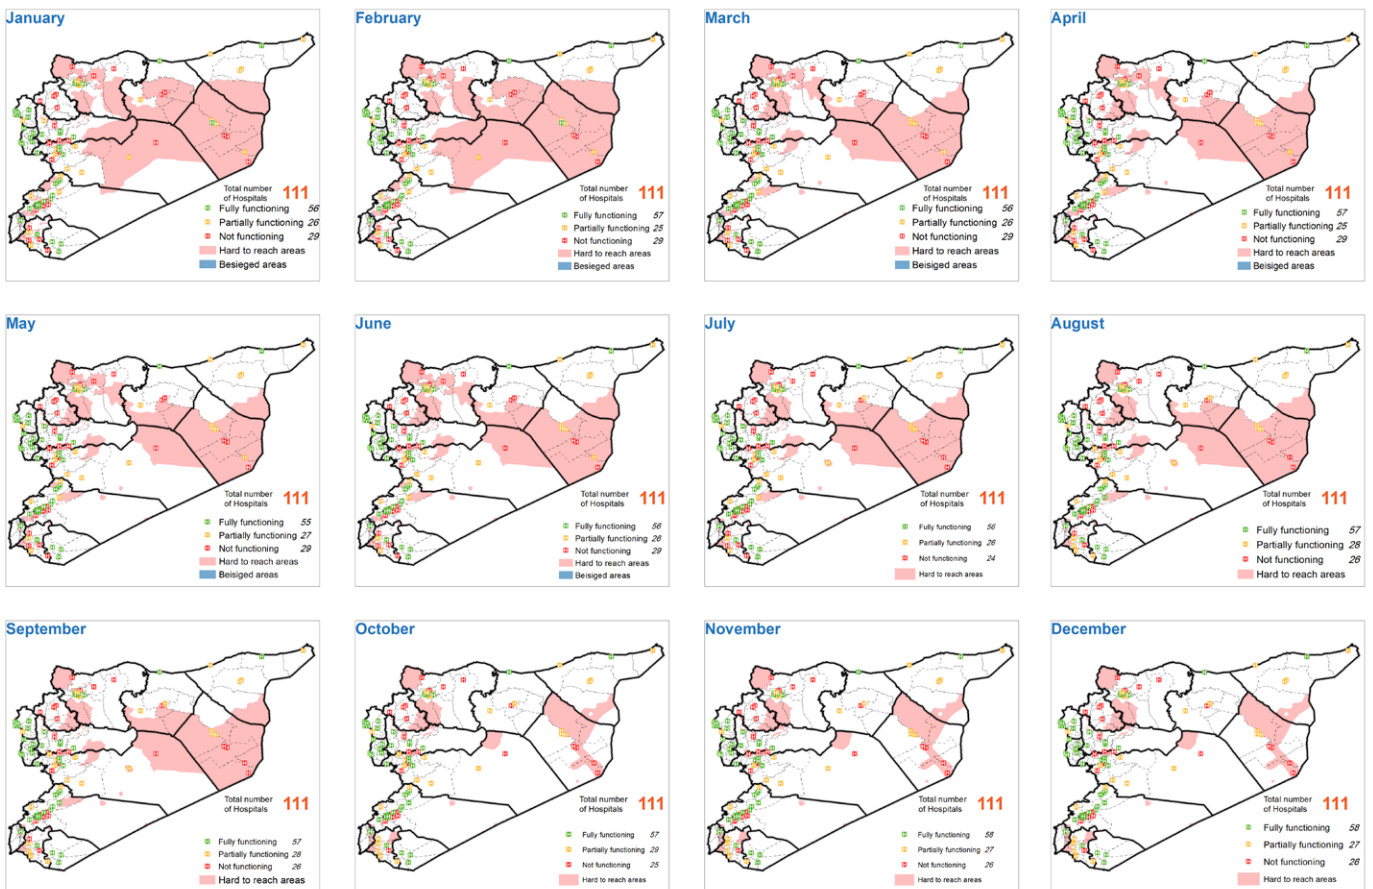 January
Total number
of Hospitals 111
Fully functioning 56
Partially functioning 26
Not functioning 29
Hard to reach areas
Besieged areas
February
Total number
of Hospitals 111
Fully functioning 57
Partially functioning 25
Not functioning 29
Hard to reach areas
Besieged areas
March
Total number
of Hospitals 111
Fully functioning 56
Partially functioning 26
Not functioning 29
Hard to reach areas
Besieged areas
April
Total number
of Hospitals 111
Fully functioning 57
Partially functioning 25
Not functioning 29
Hard to reach areas
Beisiged areas
May
Total number
of Hospitals 111
Fully functioning 55
Partially functioning 27
Not functioning 29
Hard to reach areas
Beisiged areas
June
Total number
of Hospitals 111
Fully functioning 56
Partially functioning 26
Not functioning 29
Hard to reach areas
Beisiged areas
July
Total number
of Hospitals 111
Fully functioning 56
Partially functioning 26
Not functioning 24
Hard to reach areas
August
Total number
of Hospitals 111
Fully functioning 57
Partially functioning 28
Not functioning 26
Hard to reach areas
September
Total number
of Hospitals 111
Fully functioning 57
Partially functioning 28
Not functioning 26
Hard to reach areas
October
Total number
of Hospitals 111
Fully functioning 57
Partially functioning 29
Not functioning 25
Hard to reach areas
November
Total number
of Hospitals 111
Fully functioning 58
Partially functioning 27
Not functioning 26
Hard to reach areas
December
Total number
of Hospitals 111
Fully functioning 58
Partially functioning 27
Not functioning 26
Hard to reach areas